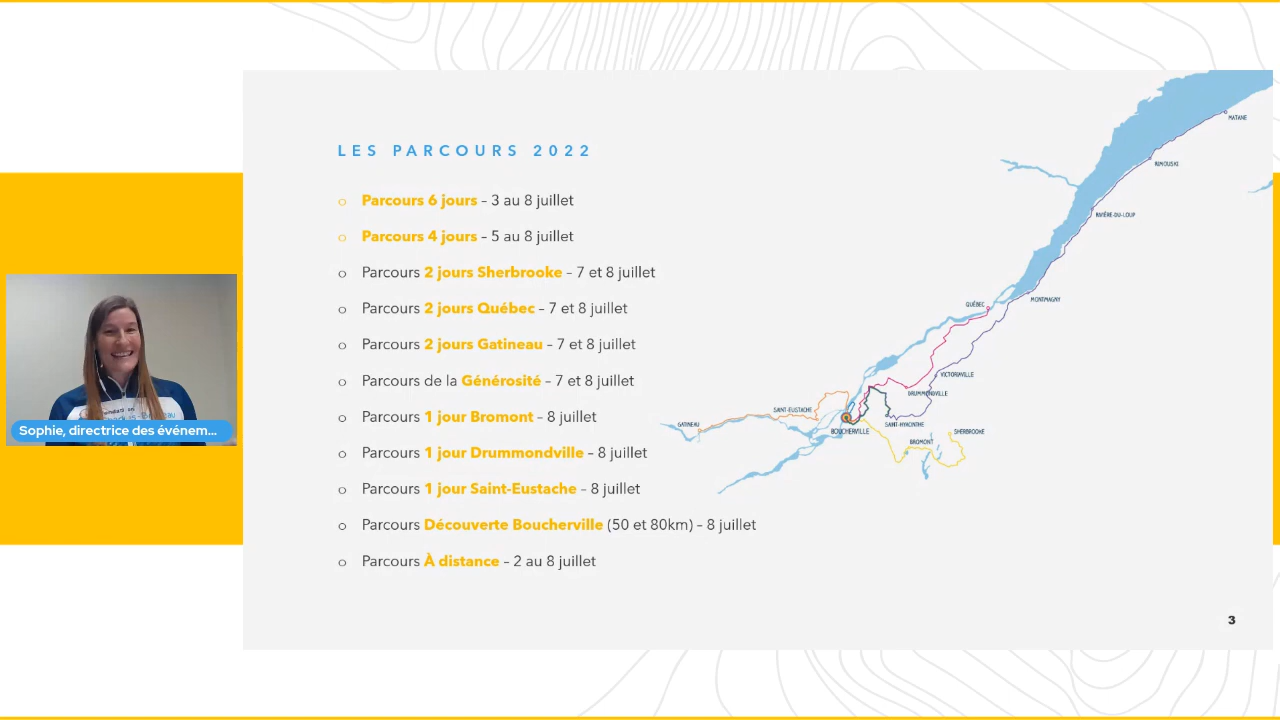 LES PARCOURS 2022
o Parcours 6 jours – 3 au 8 juillet
o Parcours 4 jours – 5 au 8 juillet
o Parcours 2 jours Sherbrooke – 7 et 8 juillet
o Parcours 2 jours Québec – 7 et 8 juillet
o Parcours 2 jours Gatineau – 7 et 8 juillet
o Parcours de la Générosité – 7 et 8 juillet
o Parcours 1 jour Bromont – 8 juillet
o Parcours 1 jour Drummondville – 8 juillet
o Parcours 1 jour Saint-Eustache – 8 juillet
o Parcours Découverte Boucherville (50 et 80km) – 8 juillet
o Parcours À distance – 2 au 8 juillet
MATANE
RIMOUSKI
RIVIÈRE-DU-LOUP
MONTMAGNY
QUÉBEC
VICTORIAVILLE
DRUMMONDVILLE
SAINT-EUSTACHE
GATINEAU
BOUCHERVILLE
SAINT-HYACINTHE
SHERBROOKE
BROMONT
Sophie, directrice des événem...
3